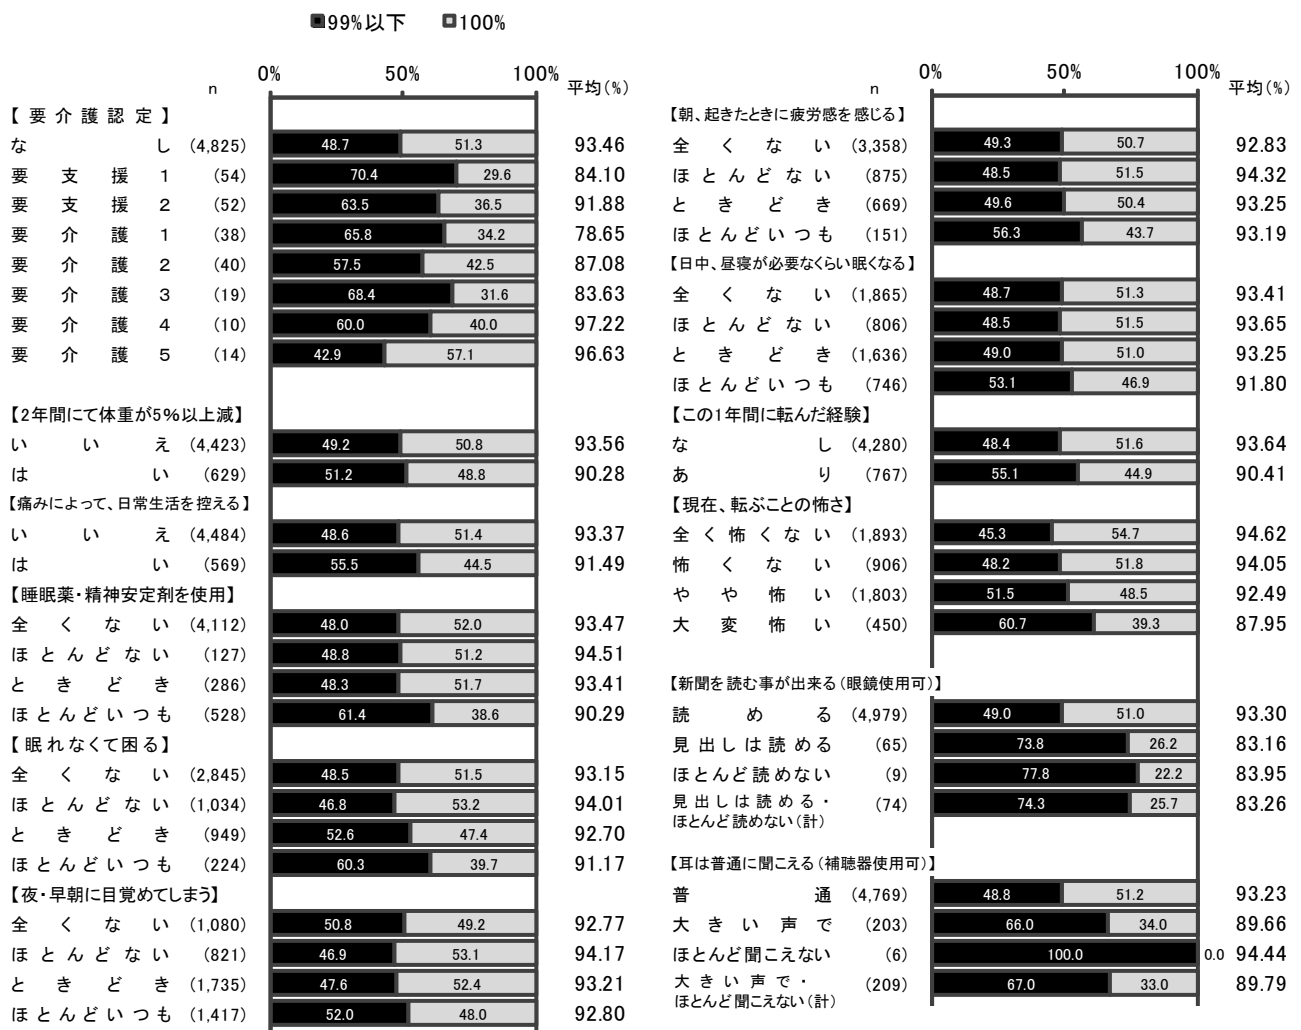 ■99%以下 □100%
0% 50% 100%
n 平均(%)
【要介護認定】
なし (4,825) 48.7 51.3 93.46
要支援1 (54) 70.4 29.6 84.10
要支援2 (52) 63.5 36.5 91.88
要介護1 (38) 65.8 34.2 78.65
要介護2 (40) 57.5 42.5 87.08
要介護3 (19) 68.4 31.6 83.63
要介護4 (10) 60.0 40.0 97.22
要介護5 (14) 42.9 57.1 96.63
【2年間にて体重が5%以上減】
いいえ (4,423) 49.2 50.8 93.56
はい (629) 51.2 48.8 90.28
【痛みによって、日常生活を控える】
いいえ (4,484) 48.6 51.4 93.37
はい (569) 55.5 44.5 91.49
【睡眠薬・精神安定剤を使用】
全くない (4,112) 48.0 52.0 93.47
ほとんどない (127) 48.8 51.2 94.51
ときどき (286) 48.3 51.7 93.41
ほとんどいつも (528) 61.4 38.6 90.29
【眠れなくて困る】
全くない (2,845) 48.5 51.5 93.15
ほとんどない (1,034) 46.8 53.2 94.01
ときどき (949) 52.6 47.4 92.70
ほとんどいつも (224) 60.3 39.7 91.17
【夜・早朝に目覚めてしまう】
全くない (1,080) 50.8 49.2 92.77
ほとんどない (821) 46.9 53.1 94.17
ときどき (1,735) 47.6 52.4 93.21
ほとんどいつも (1,417) 52.0 48.0 92.80
0% 50% 100%
n 平均(%)
【朝、起きたときに疲労感を感じる】
全くない (3,358) 49.3 50.7 92.83
ほとんどない (875) 48.5 51.5 94.32
ときどき (669) 49.6 50.4 93.25
ほとんどいつも (151) 56.3 43.7 93.19
【日中、昼寝が必要なくらい眠くなる】
全くない (1,865) 48.7 51.3 93.41
ほとんどない (806) 48.5 51.5 93.65
ときどき (1,636) 49.0 51.0 93.25
ほとんどいつも (746) 53.1 46.9 91.80
【この1年間に転んだ経験】
なし (4,280) 48.4 51.6 93.64
あり (767) 55.1 44.9 90.41
【現在、転ぶことの怖さ】
全く怖くない (1,893) 45.3 54.7 94.62
怖くない (906) 48.2 51.8 94.05
やや怖い (1,803) 51.5 48.5 92.49
大変怖い (450) 60.7 39.3 87.95
【新聞を読む事が出来る(眼鏡使用可)】
読める (4,979) 49.0 51.0 93.30
見出しは読める (65) 73.8 26.2 83.16
ほとんど読めない (9) 77.8 22.2 83.95
見出しは読める・
ほとんど読めない(計) (74) 74.3 25.7 83.26
【耳は普通に聞こえる(補聴器使用可)】
普通 (4,769) 48.8 51.2 93.23
大きい声で (203) 66.0 34.0 89.66
ほとんど聞こえない (6) 100.0 0.0 94.44
大きい声で・
ほとんど聞こえない(計) (209) 67.0 33.0 89.79